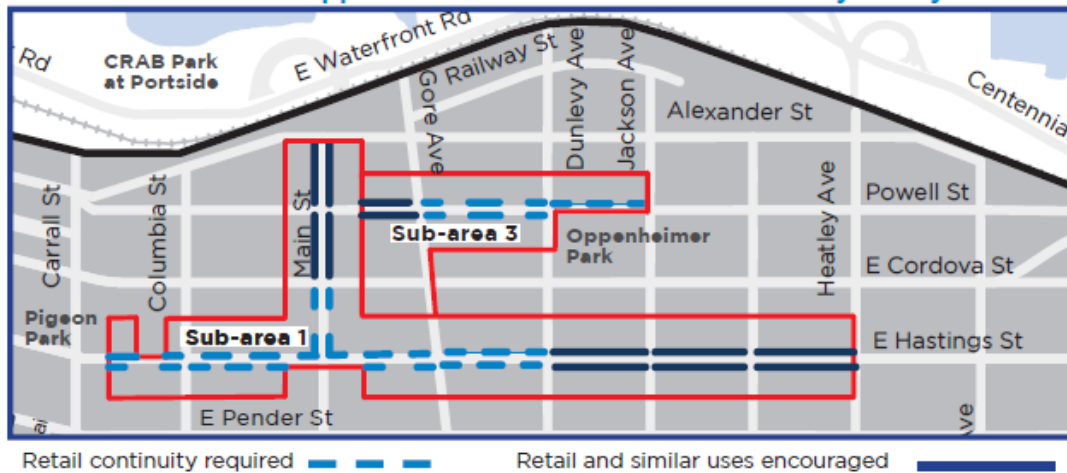 Rd
CRAB Park
at Portside
E Waterfront Rd
Railway St
Gore Ave
Dunlevy Ave
Jackson Ave
Centennia
Alexander St
Carrall St
Columbia St
Main St
Heatley Ave
Powell St
Sub-area 3
Oppenheimer
Park
E Cordova St
Pigeon
Park
Sub-area 1
E Hastings St
E Pender St
ai
Ave
Retail continuity required
Retail and similar uses encouraged